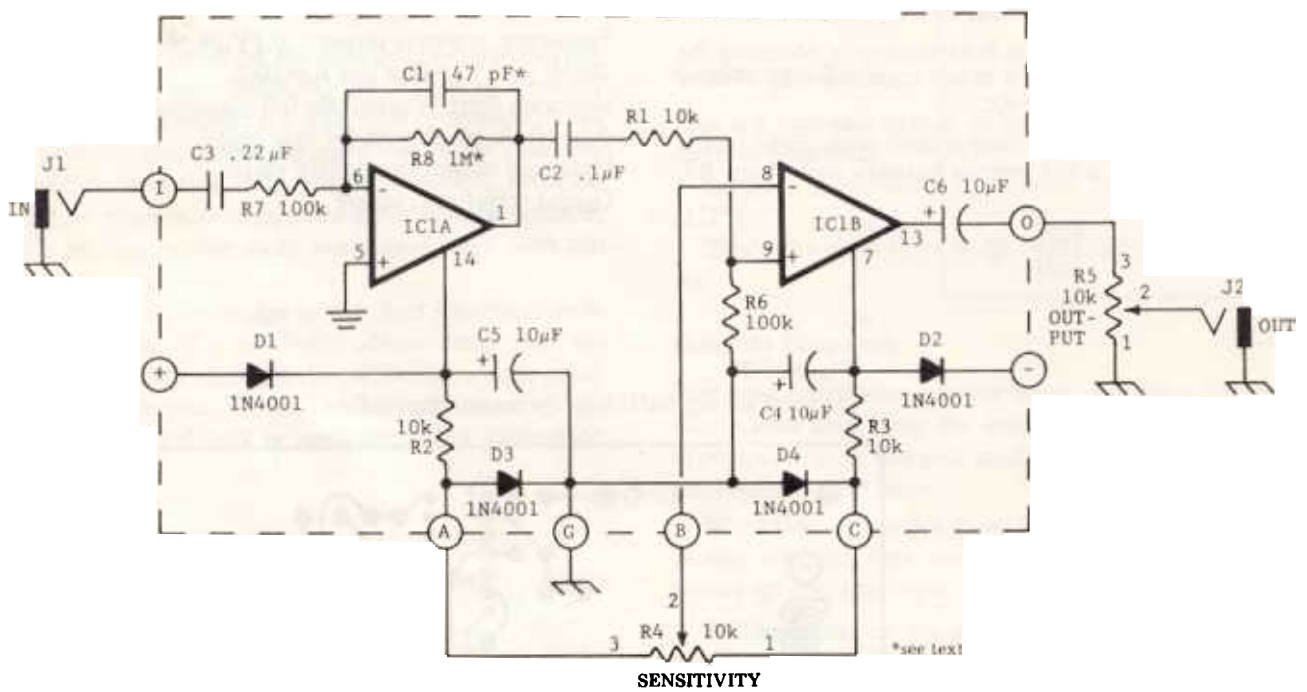 C1
47 pF*
R1 10k
J1
C3 .22µF
R8 1M*
C2 .1µF
I
6
-
8
-
C6 10µF
IN
R7 100k
IC1A
1
IC1B
O
13
5
+
14
9
+
7
3
R5
10k
OUT-
PUT
2
J2
OUT
1
R6
100k
C5 10µF
D1
D2
+
+
-
1N4001
+
C4 10µF
1N4001
10k
R2
D3
D4
R3
10k
1N4001
1N4001
A
G
B
C
2
R4
10k
3
1
*see text
SENSITIVITY